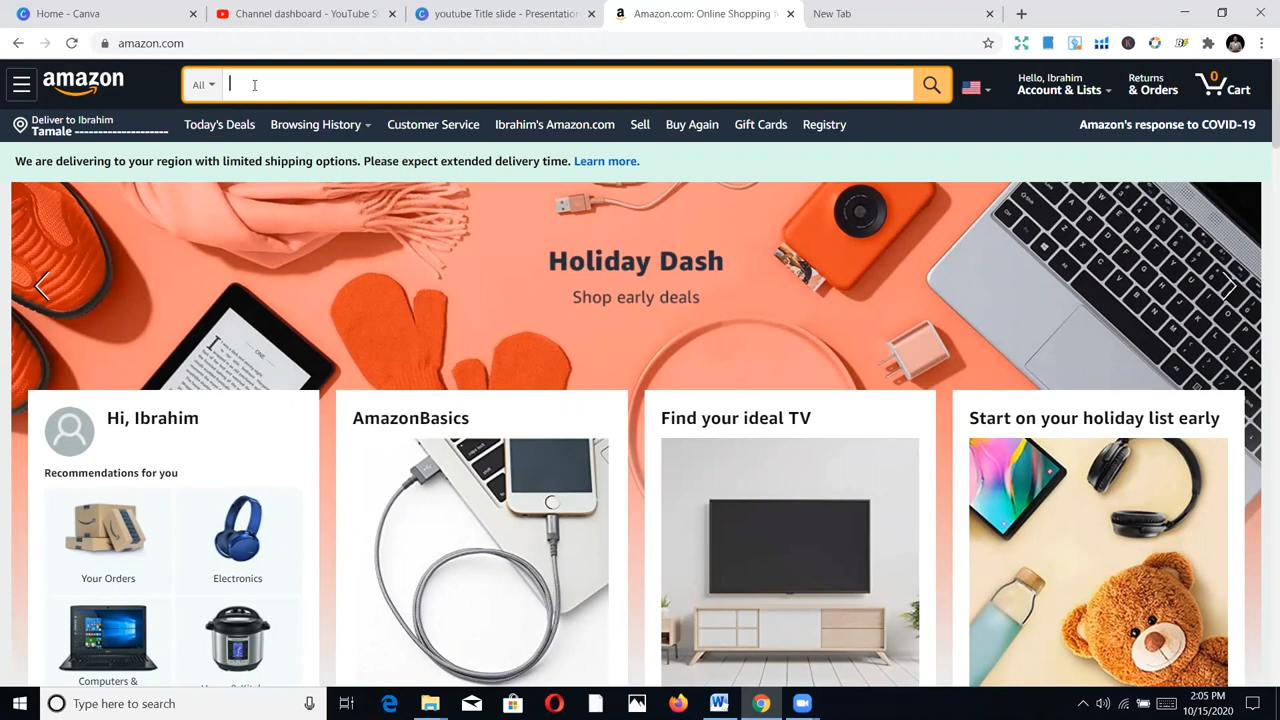 Home - Canva
Channel dashboard - YouTube S
youtube Title slide - Presentation
Amazon.com: Online Shopping f
New Tab
amazon.com
amazon
All
Hello, Ibrahim
Account & Lists
Returns
& Orders
0
Cart
Deliver to Ibrahim
Tamale --------------------
Today's Deals
Browsing History
Customer Service
Ibrahim's Amazon.com
Sell
Buy Again
Gift Cards
Registry
Amazon's response to COVID-19
We are delivering to your region with limited shipping options. Please expect extended delivery time. Learn more.
Holiday Dash
Shop early deals
Hi, Ibrahim
Recommendations for you
Your Orders
Electronics
Computers &
AmazonBasics
Find your ideal TV
Start on your holiday list early
Type here to search
2:05 PM
10/15/2020